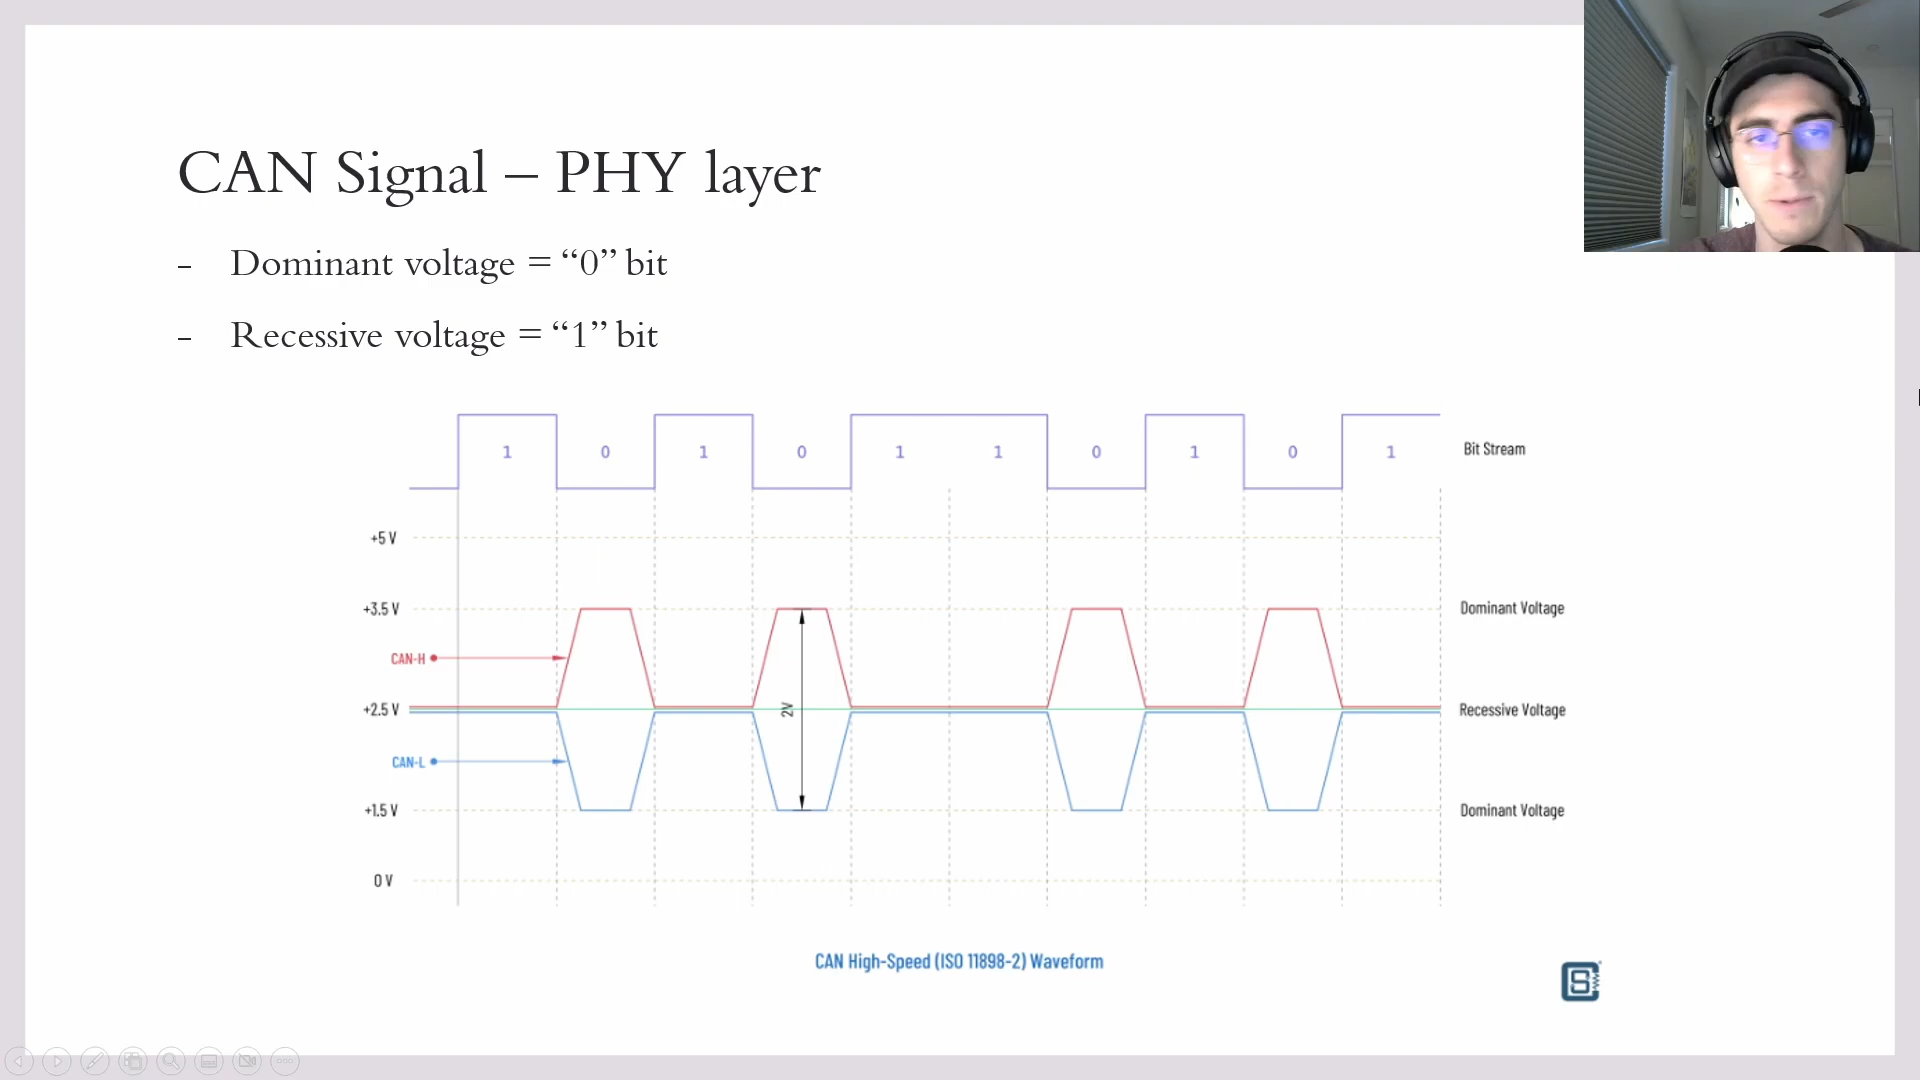 CAN Signal – PHY layer
- Dominant voltage = “0” bit
- Recessive voltage = “1” bit
1 0 1 0 1 1 0 1 0 1 Bit Stream
+5 V
+3.5 V Dominant Voltage
CAN-H
2V
+2.5 V Recessive Voltage
CAN-L
+1.5 V Dominant Voltage
0 V
CAN High-Speed (ISO 11898-2) Waveform